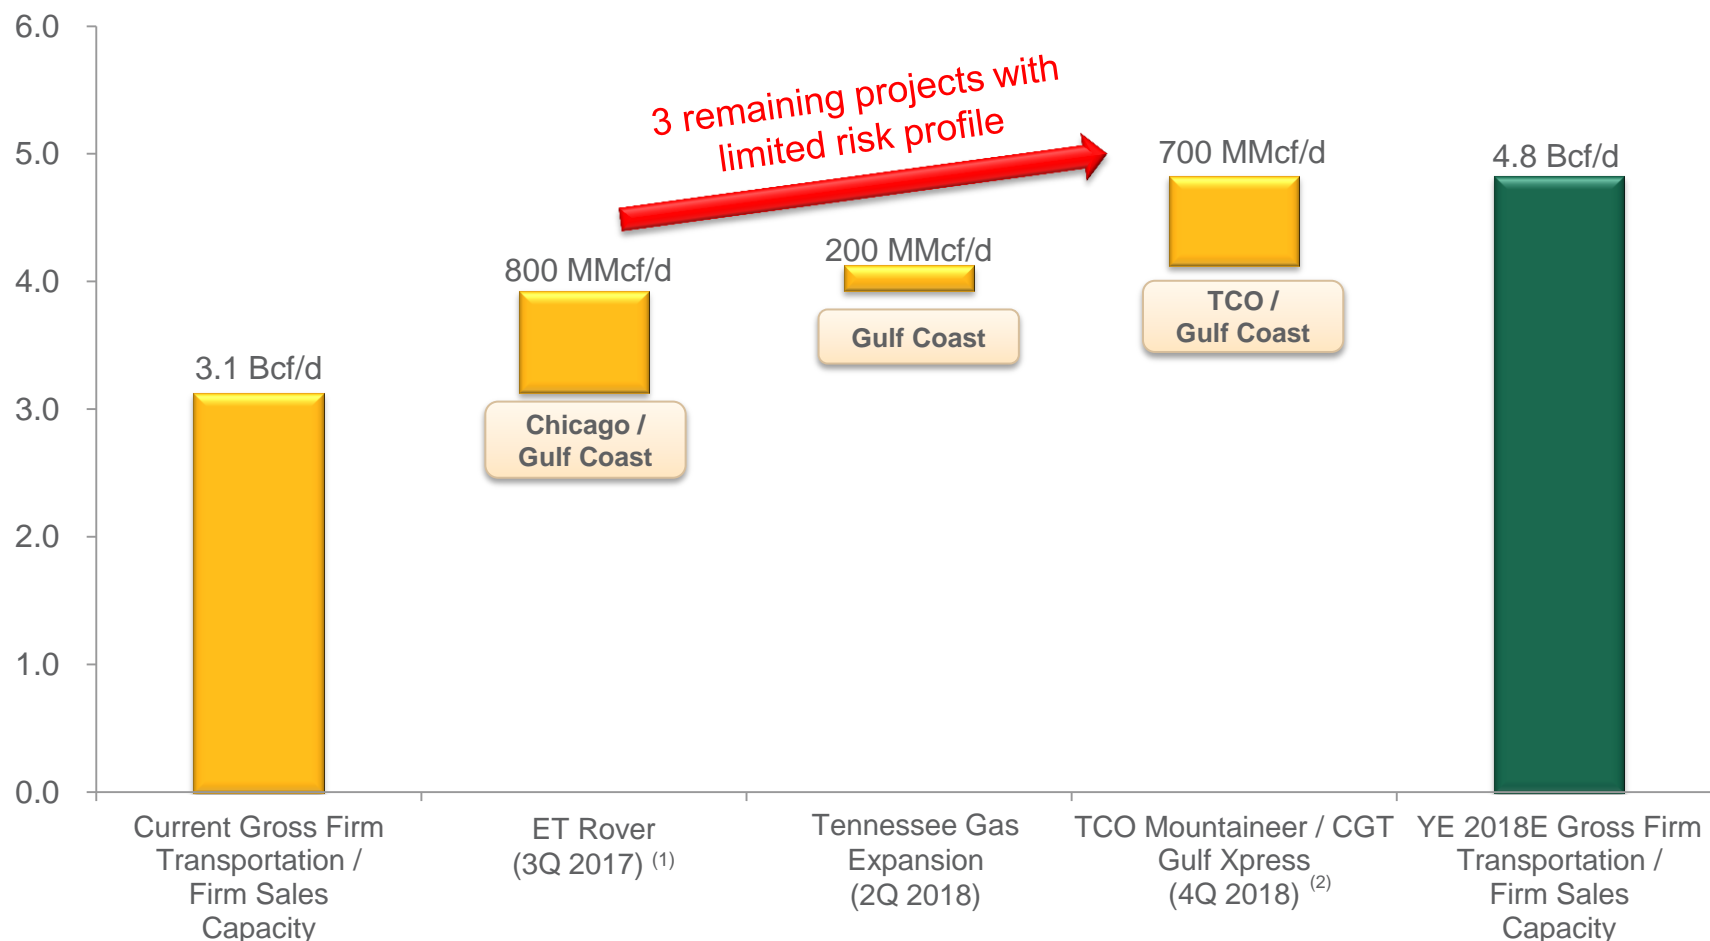 6.0
5.0
4.0
3.0
2.0
1.0
0.0
3 remaining projects with
limited risk profile
3.1 Bcf/d
800 MMcf/d
200 MMcf/d
700 MMcf/d
4.8 Bcf/d
Chicago /
Gulf Coast
Gulf Coast
TCO /
Gulf Coast
Current Gross Firm
Transportation /
Firm Sales
Capacity
ET Rover
(3Q 2017) (1)
Tennessee Gas
Expansion
(2Q 2018)
TCO Mountaineer / CGT
Gulf Xpress
(4Q 2018) (2)
YE 2018E Gross Firm
Transportation /
Firm Sales
Capacity